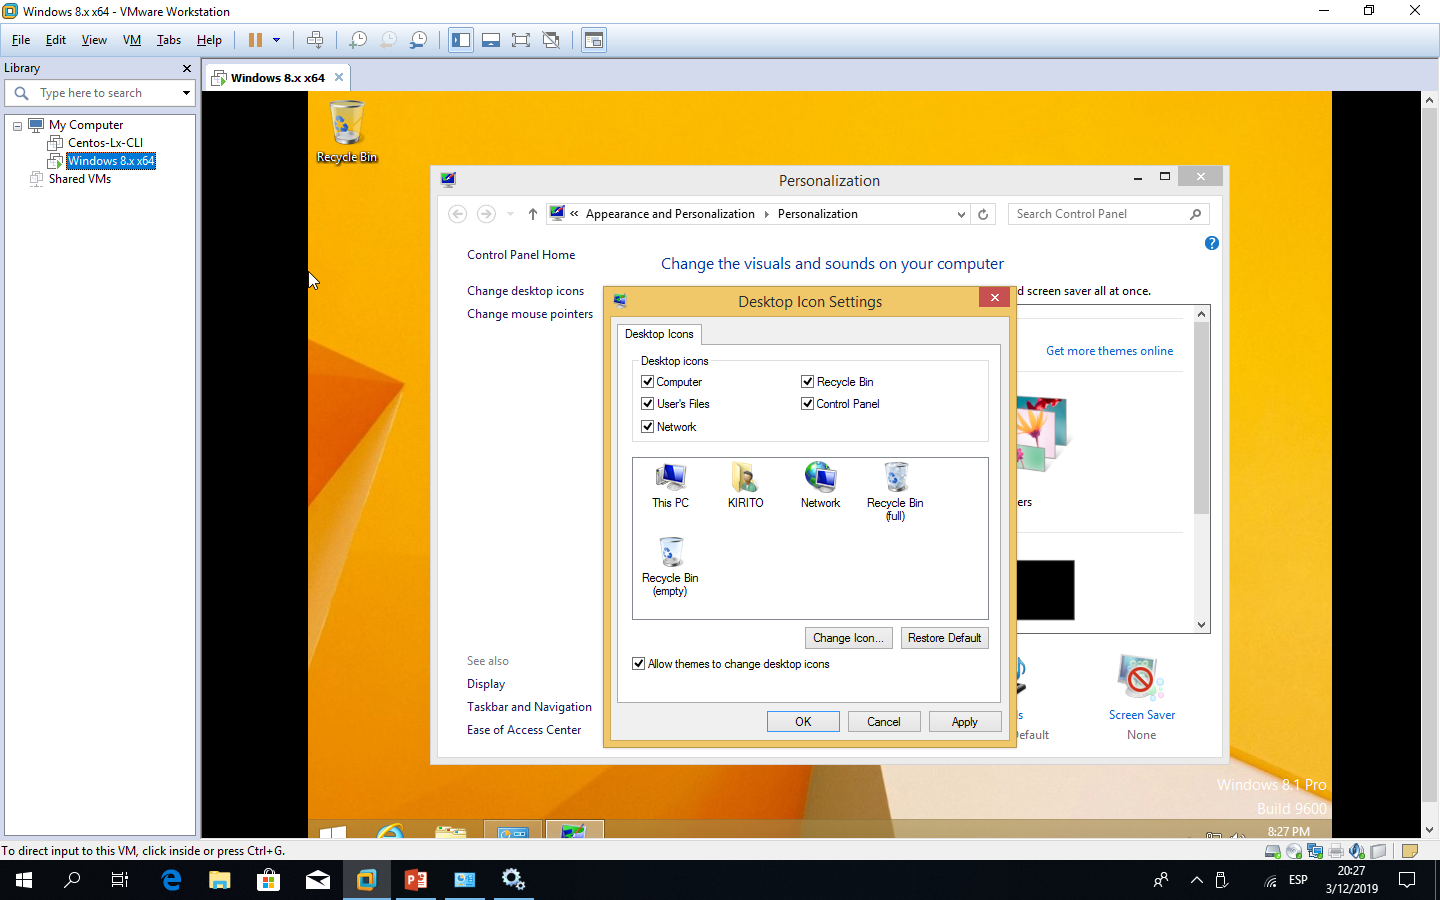 Windows 8.x x64 - VMware Workstation
File Edit View VM Tabs Help
Library
Type here to search
My Computer
Centos-Lx-CLI
Windows 8.x x64
Shared VMs
Windows 8.x x64
Recycle Bin
Personalization
« Appearance and Personalization Personalization
Search Control Panel
Control Panel Home
Change desktop icons
Change mouse pointers
Change the visuals and sounds on your computer
d screen saver all at once.
Get more themes online
ers
Desktop Icon Settings
Desktop Icons
Desktop icons
Computer
Recycle Bin
User's Files
Control Panel
Network
This PC
KIRITO
Network
Recycle Bin
(full)
Recycle Bin
(empty)
Change Icon...
Restore Default
Allow themes to change desktop icons
OK
Cancel
Apply
See also
Display
Taskbar and Navigation
Ease of Access Center
ls
Default
Screen Saver
None
Windows 8.1 Pro
Build 9600
8:27 PM
To direct input to this VM, click inside or press Ctrl+G.
ESP
20:27
3/12/2019